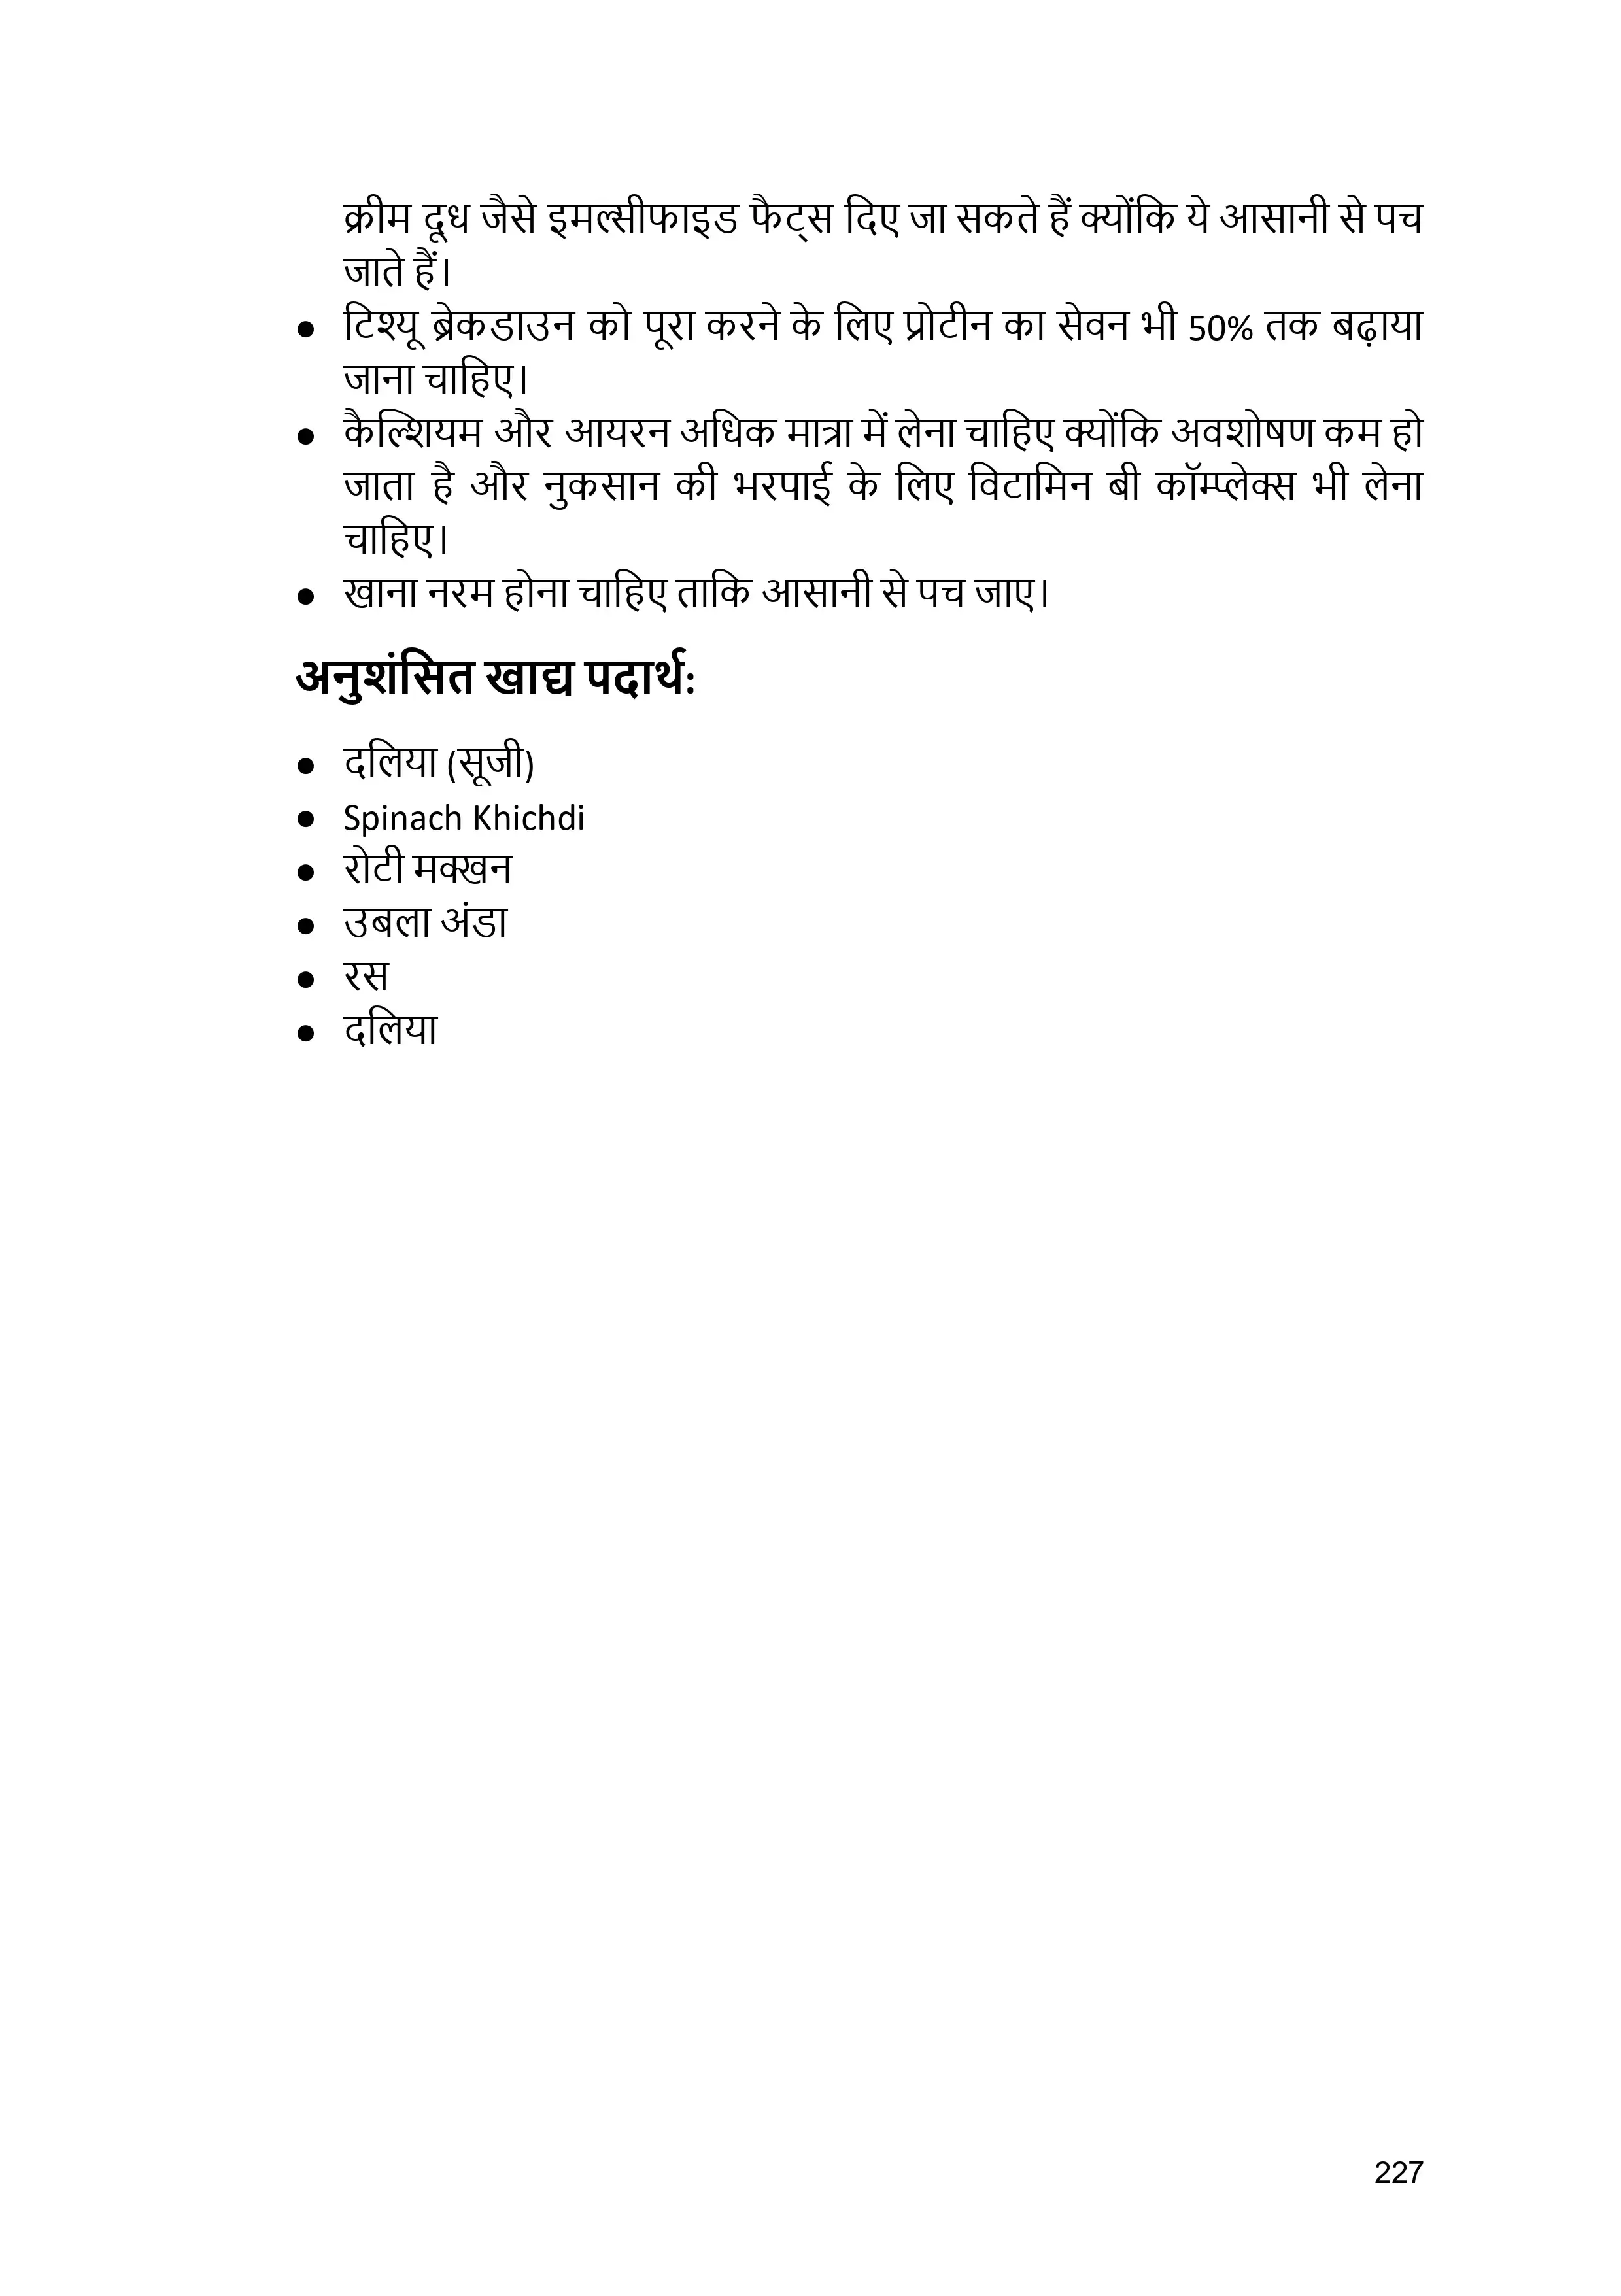 क्रीम दूध जैसे इमल्सीफाइड फैट्स दिए जा सकते हैं क्योंकि ये आसानी से पच
जाते हैं।
● टिश्यू ब्रेकडाउन को पूरा करने के लिए प्रोटीन का सेवन भी 50% तक बढ़ाया
जाना चाहिए।
● कैल्शियम और आयरन अधिक मात्रा में लेना चाहिए क्योंकि अवशोषण कम हो
जाता है और नुकसान की भरपाई के लिए विटामिन बी कॉम्प्लेक्स भी लेना
चाहिए।
● खाना नरम होना चाहिए ताकि आसानी से पच जाए।
अनुशंसित खाद्य पदार्थ:
● दलिया (सूजी)
● Spinach Khichdi
● रोटी मक्खन
● उबला अंडा
● रस
● दलिया
227